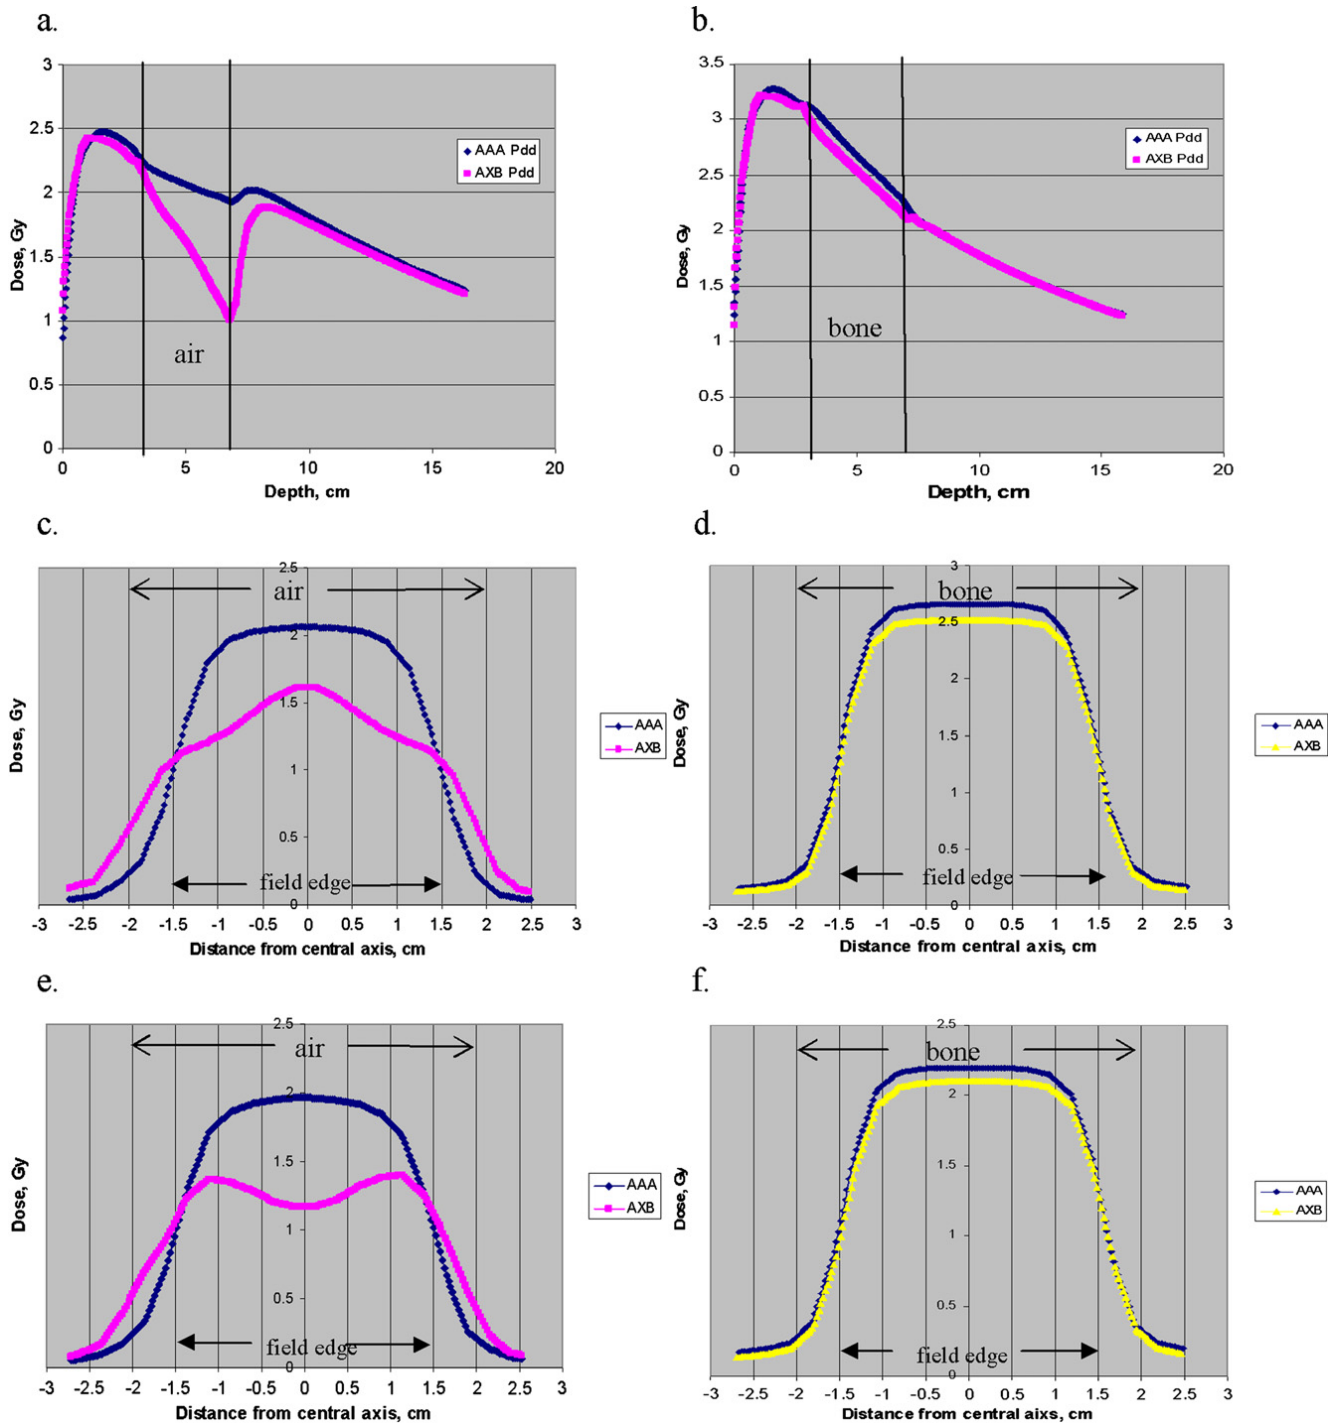 a.
3
2.5
2
1.5
1
0.5
0
Dose, Gy
AAA Pdd
AXB Pdd
air
0 5 10 15 20
Depth, cm
b.
3.5
3
2.5
2
1.5
1
0.5
0
Dose, Gy
AAA Pdd
AXB Pdd
bone
0 5 10 15 20
Depth, cm
c.
2.5
air
2
1.5
1
0.5
field edge
0
Dose, Gy
AAA
AXB
-3 -2.5 -2 -1.5 -1 -0.5 0 0.5 1 1.5 2 2.5 3
Distance from central axis, cm
d.
3
bone
2.5
2
1.5
1
0.5
field edge
0
Dose, Gy
AAA
AXB
-3 -2.5 -2 -1.5 -1 -0.5 0 0.5 1 1.5 2 2.5 3
Distance from central axis, cm
e.
2.5
air
2
1.5
1
0.5
field edge
0
Dose, Gy
AAA
AXB
-3 -2.5 -2 -1.5 -1 -0.5 0 0.5 1 1.5 2 2.5 3
Distance from central axis, cm
f.
2.5
bone
2
1.5
1
0.5
field edge
0
Dose, Gy
AAA
AXB
-3 -2.5 -2 -1.5 -1 -0.5 0 0.5 1 1.5 2 2.5 3
Distance from central aixs, cm